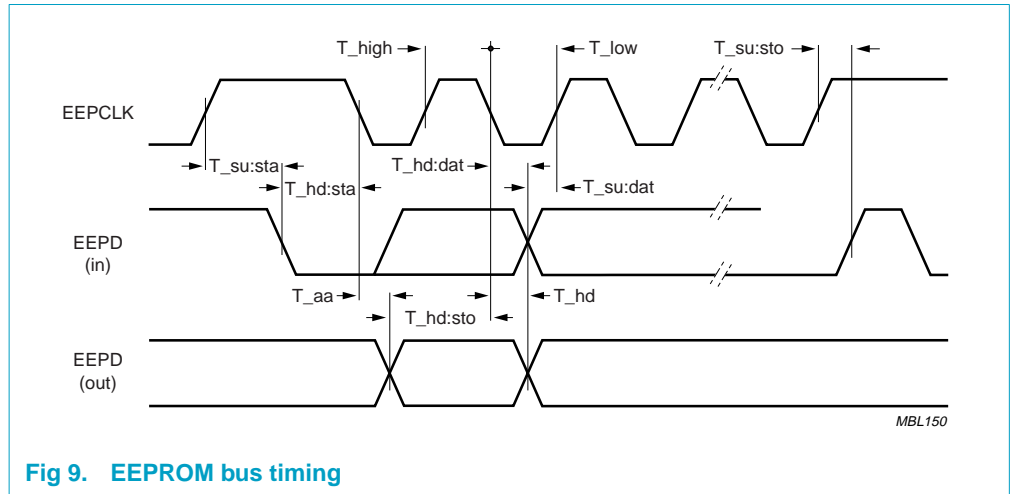 T_high
T_low
T_su:sto
EEPCLK
T_su:sta
T_hd:dat
T_hd:sta
T_su:dat
EEPD
(in)
T_aa
T_hd
T_hd:sto
EEPD
(out)
MBL150
Fig 9. EEPROM bus timing